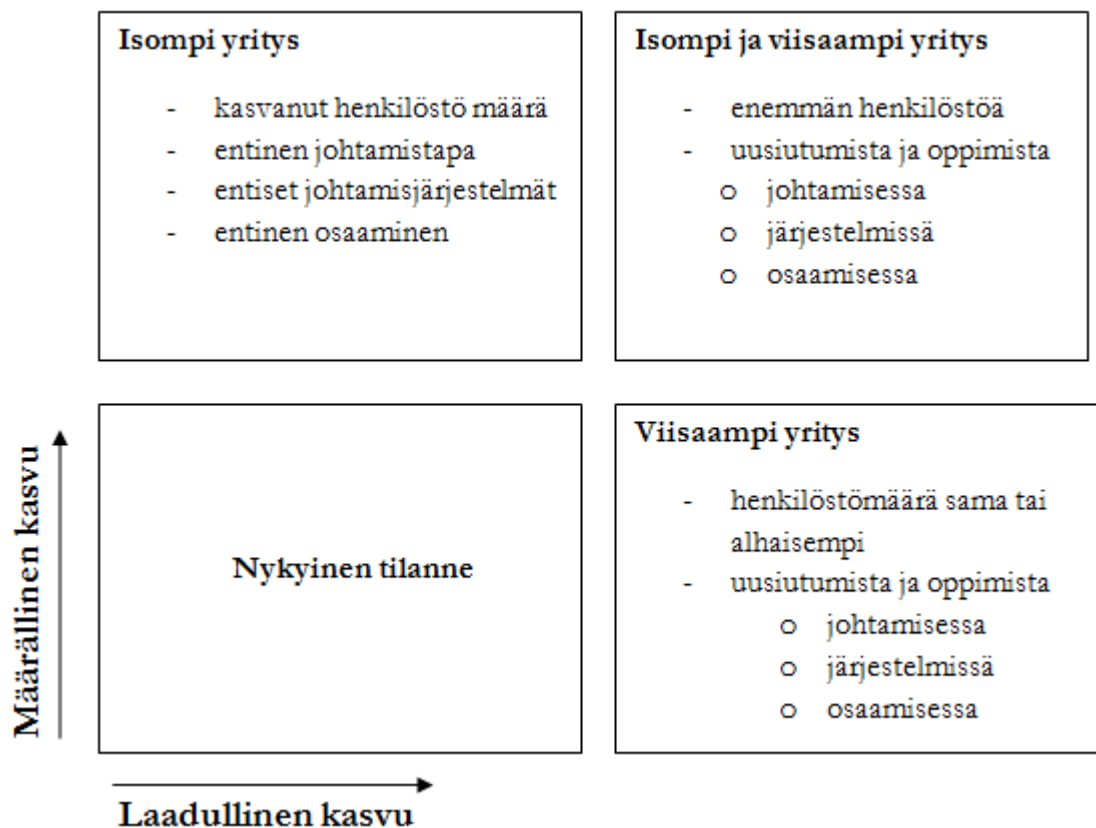 Isompi yritys
- kasvanut henkilöstö määrä
- entinen johtamistapa
- entiset johtamisjärjestelmät
- entinen osaaminen
Isompi ja viisaampi yritys
- enemmän henkilöstöä
- uusiutumista ja oppimista
o johtamisessa
o järjestelmissä
o osaamisessa
Määrällinen kasvu
Nykyinen tilanne
Viisaampi yritys
- henkilöstömäärä sama tai
alhaisempi
- uusiutumista ja oppimista
o johtamisessa
o järjestelmissä
o osaamisessa
Laadullinen kasvu